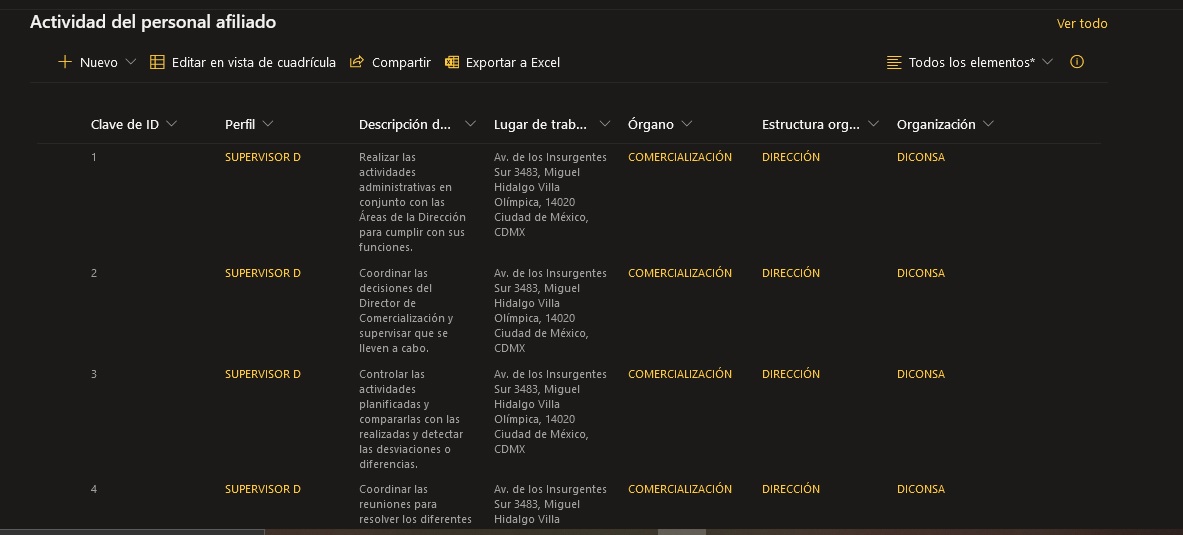 Actividad del personal afiliado
Ver todo
Nuevo
Editar en vista de cuadrícula
Compartir
Exportar a Excel
Todos los elementos*
Clave de ID
Perfil
Descripción d...
Lugar de trab...
Órgano
Estructura org...
Organización
1
SUPERVISOR D
Realizar las
actividades
administrativas en
conjunto con las
Áreas de la Dirección
para cumplir con sus
funciones.
Av. de los Insurgentes
Sur 3483, Miguel
Hidalgo Villa
Olímpica, 14020
Ciudad de México,
CDMX
COMERCIALIZACIÓN
DIRECCIÓN
DICONSA
2
SUPERVISOR D
Coordinar las
decisiones del
Director de
Comercialización y
supervisar que se
lleven a cabo.
Av. de los Insurgentes
Sur 3483, Miguel
Hidalgo Villa
Olímpica, 14020
Ciudad de México,
CDMX
COMERCIALIZACIÓN
DIRECCIÓN
DICONSA
3
SUPERVISOR D
Controlar las
actividades
planificadas y
compararlas con las
realizadas y detectar
las desviaciones o
diferencias.
Av. de los Insurgentes
Sur 3483, Miguel
Hidalgo Villa
Olímpica, 14020
Ciudad de México,
CDMX
COMERCIALIZACIÓN
DIRECCIÓN
DICONSA
4
SUPERVISOR D
Coordinar las
reuniones para
resolver los diferentes
Av. de los Insurgentes
Sur 3483, Miguel
Hidalgo Villa
COMERCIALIZACIÓN
DIRECCIÓN
DICONSA